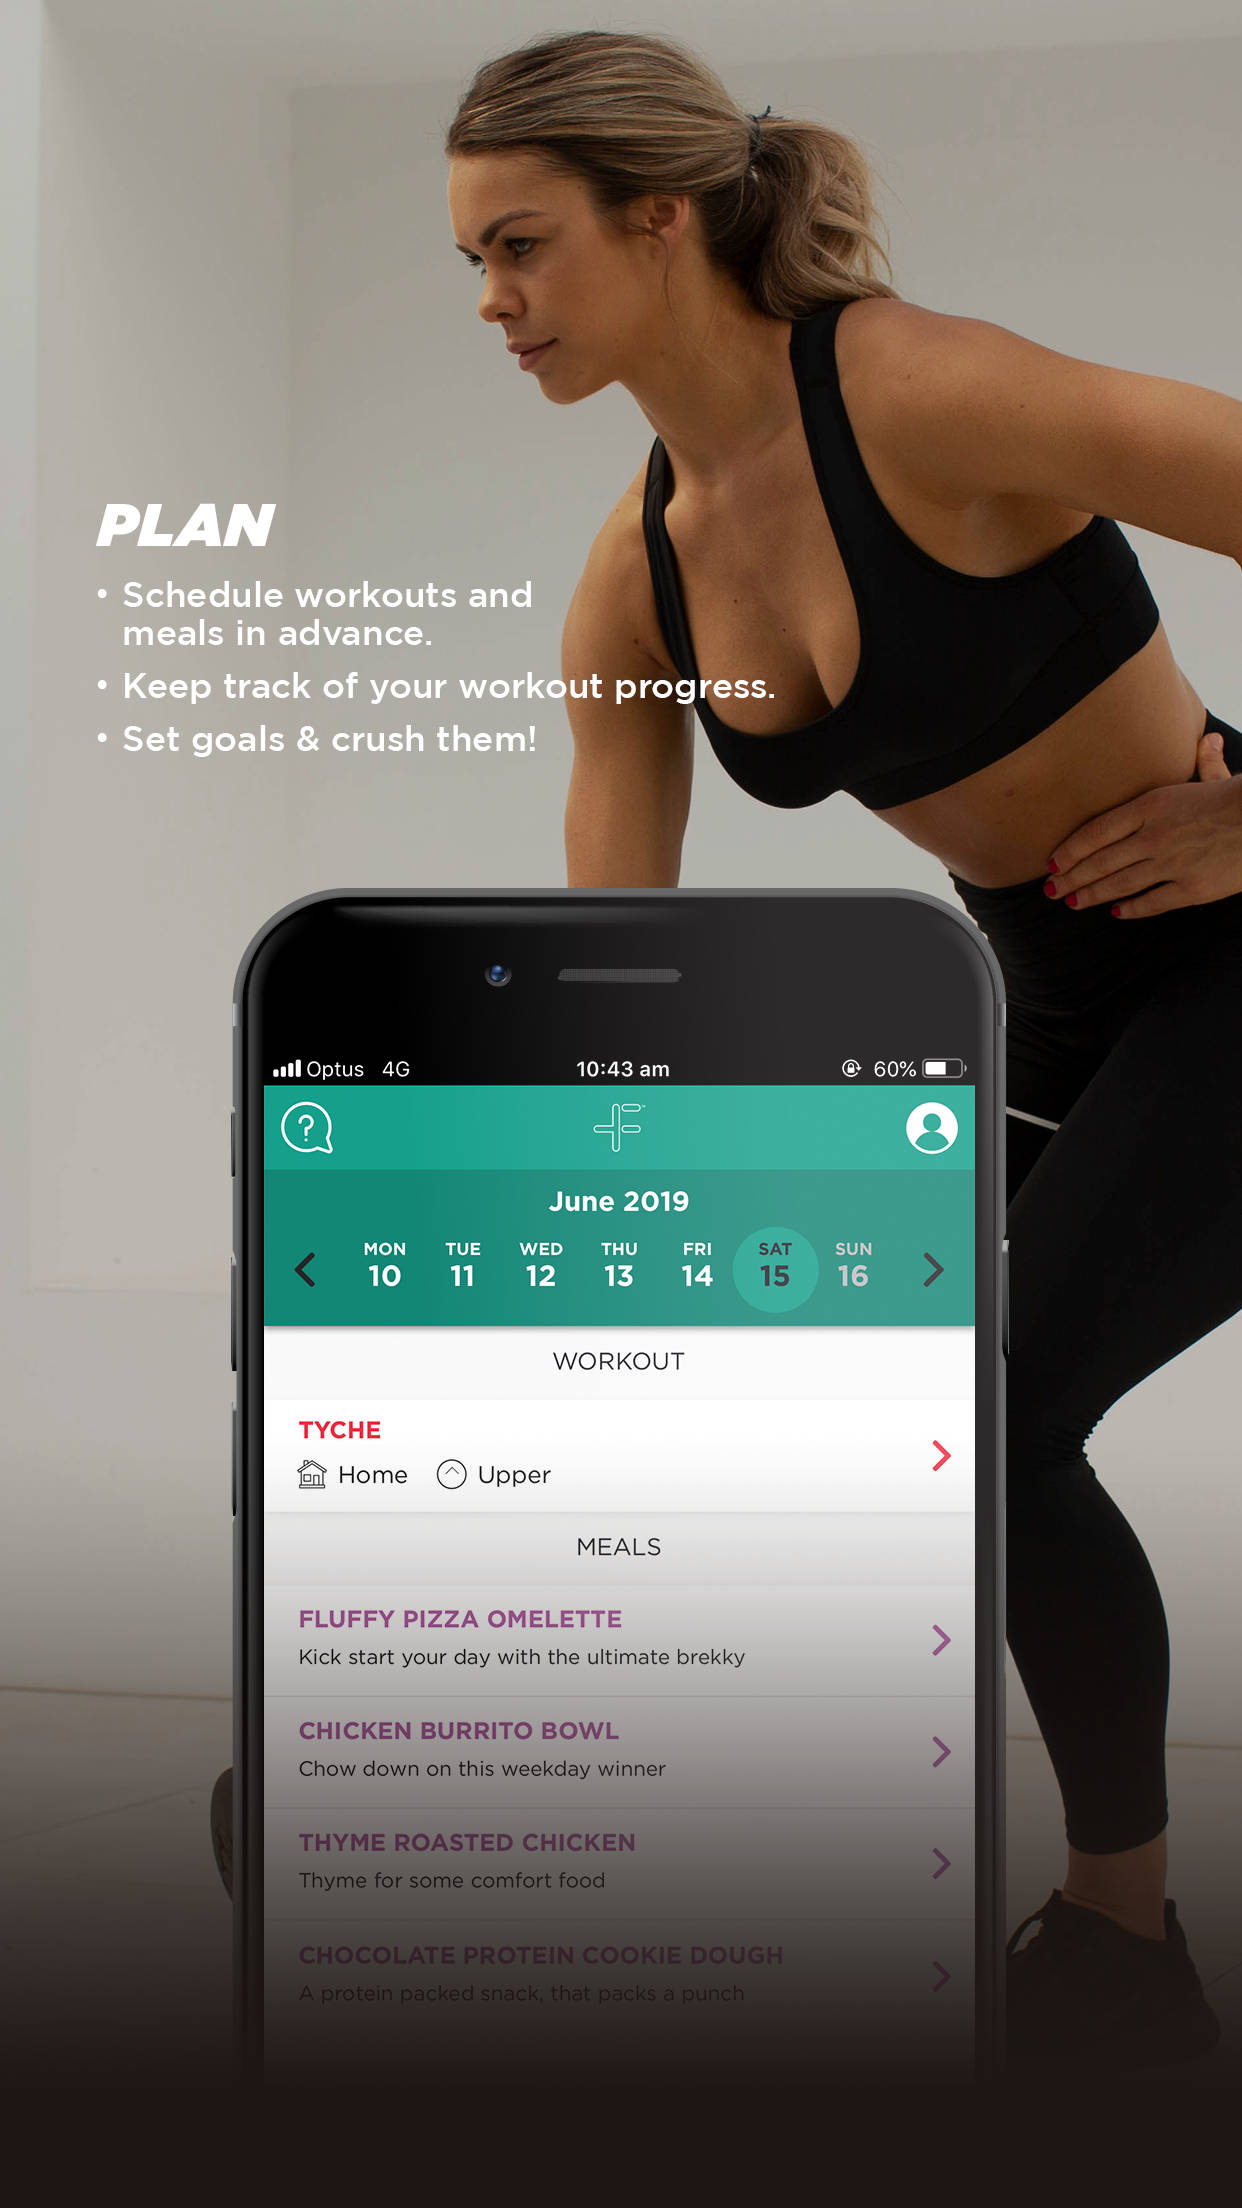 PLAN
• Schedule workouts and
meals in advance.
• Keep track of your workout progress.
• Set goals & crush them!
Optus 4G 10:43 am 60%
?
June 2019
MON TUE WED THU FRI SAT SUN
10 11 12 13 14 15 16
WORKOUT
TYCHE
Home Upper
MEALS
FLUFFY PIZZA OMELETTE
Kick start your day with the ultimate brekky
CHICKEN BURRITO BOWL
Chow down on this weekday winner
THYME ROASTED CHICKEN
Thyme for some comfort food
CHOCOLATE PROTEIN COOKIE DOUGH
A protein packed snack, that packs a punch